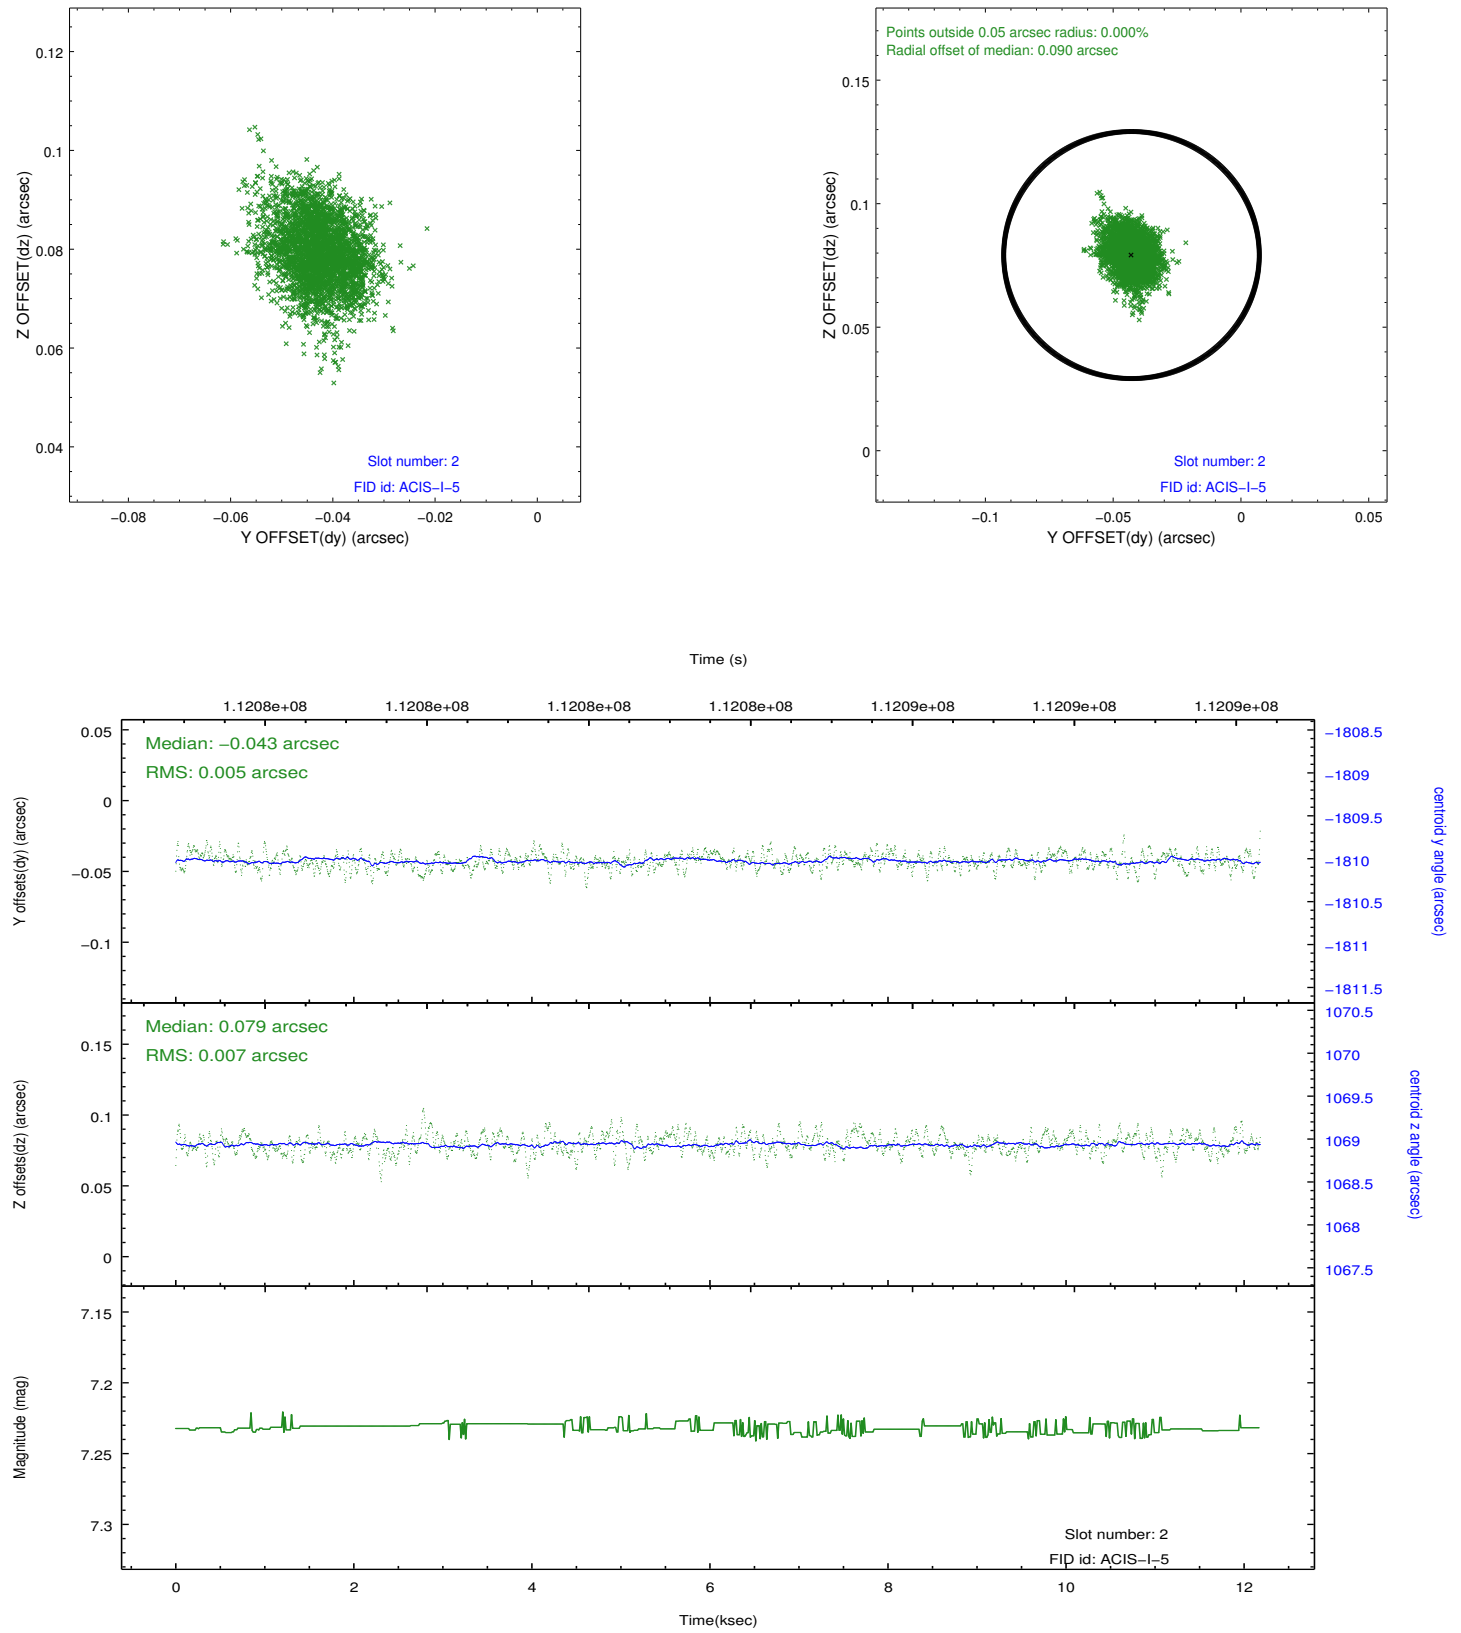 0.12
0.1
0.08
0.06
0.04
Z OFFSET(dz) (arcsec)
Slot number: 2
FID id: ACIS−I−5
−0.08
−0.06
−0.04
−0.02
0
Y OFFSET(dy) (arcsec)
Points outside 0.05 arcsec radius: 0.000%
Radial offset of median: 0.090 arcsec
0.15
0.1
0.05
0
Z OFFSET(dz) (arcsec)
Slot number: 2
FID id: ACIS−I−5
−0.1
−0.05
0
0.05
Y OFFSET(dy) (arcsec)
Time (s)
1.1208e+08
1.1208e+08
1.1208e+08
1.1208e+08
1.1209e+08
1.1209e+08
1.1209e+08
Median: −0.043 arcsec
RMS: 0.005 arcsec
0.05
0
−0.05
−0.1
Y offsets(dy) (arcsec)
−1808.5
−1809
−1809.5
−1810
−1810.5
−1811
−1811.5
centroid y angle (arcsec)
Median: 0.079 arcsec
RMS: 0.007 arcsec
0.15
0.1
0.05
0
Z offsets(dz) (arcsec)
1070.5
1070
1069.5
1069
1068.5
1068
1067.5
centroid z angle (arcsec)
7.15
7.2
7.25
7.3
Magnitude (mag)
Slot number: 2
FID id: ACIS−I−5
0
2
4
6
8
10
12
Time(ksec)